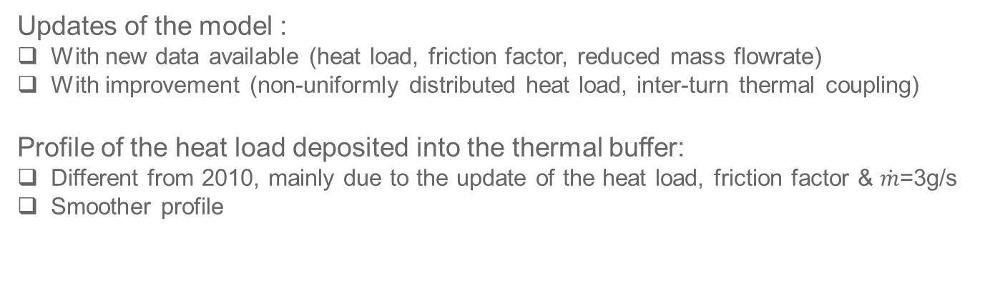 Updates of the model :
❑ With new data available (heat load, friction factor, reduced mass flowrate)
❑ With improvement (non-uniformly distributed heat load, inter-turn thermal coupling)
Profile of the heat load deposited into the thermal buffer:
❑ Different from 2010, mainly due to the update of the heat load, friction factor & ṁ=3g/s
❑ Smoother profile